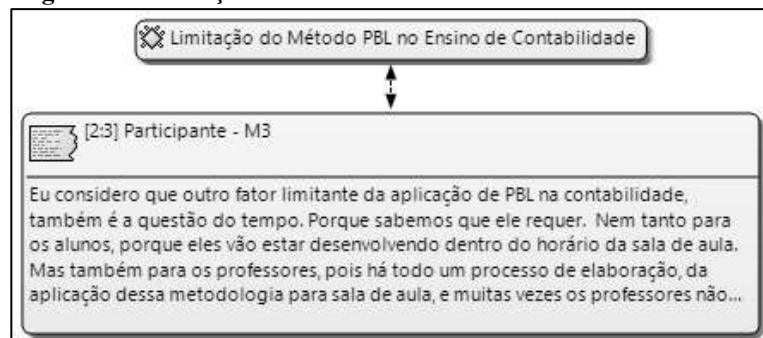 Limitação do Método PBL no Ensino de Contabilidade
[2:3] Participante - M3
Eu considero que outro fator limitante da aplicação de PBL na contabilidade,
também é a questão do tempo. Porque sabemos que ele requer. Nem tanto para
os alunos, porque eles vão estar desenvolvendo dentro do horário da sala de aula.
Mas também para os professores, pois há todo um processo de elaboração, da
aplicação dessa metodologia para sala de aula, e muitas vezes os professores não...